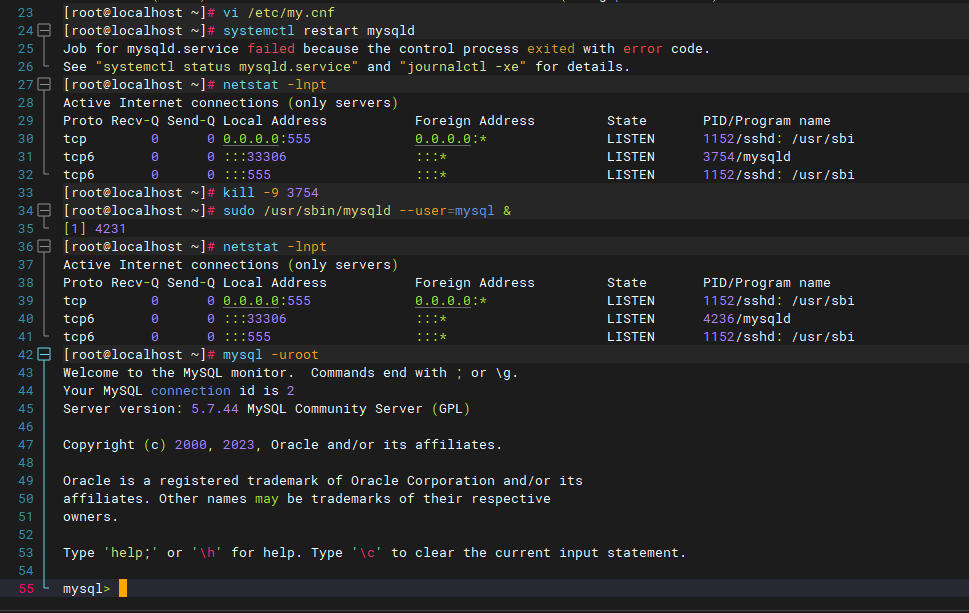 23 [root@localhost ~]# vi /etc/my.cnf
24 [root@localhost ~]# systemctl restart mysqld
25 Job for mysqld.service failed because the control process exited with error code.
26 See "systemctl status mysqld.service" and "journalctl -xe" for details.
27 [root@localhost ~]# netstat -lnpt
28 Active Internet connections (only servers)
29 Proto Recv-Q Send-Q Local Address           Foreign Address         State       PID/Program name
30 tcp        0      0 0.0.0.0:555             0.0.0.0:*               LISTEN      1152/sshd: /usr/sbi
31 tcp6       0      0 :::33306                :::*                    LISTEN      3754/mysqld
32 tcp6       0      0 :::555                  :::*                    LISTEN      1152/sshd: /usr/sbi
33 [root@localhost ~]# kill -9 3754
34 [root@localhost ~]# sudo /usr/sbin/mysqld --user=mysql &
35 [1] 4231
36 [root@localhost ~]# netstat -lnpt
37 Active Internet connections (only servers)
38 Proto Recv-Q Send-Q Local Address           Foreign Address         State       PID/Program name
39 tcp        0      0 0.0.0.0:555             0.0.0.0:*               LISTEN      1152/sshd: /usr/sbi
40 tcp6       0      0 :::33306                :::*                    LISTEN      4236/mysqld
41 tcp6       0      0 :::555                  :::*                    LISTEN      1152/sshd: /usr/sbi
42 [root@localhost ~]# mysql -uroot
43 Welcome to the MySQL monitor.  Commands end with ; or \g.
44 Your MySQL connection id is 2
45 Server version: 5.7.44 MySQL Community Server (GPL)
46
47 Copyright (c) 2000, 2023, Oracle and/or its affiliates.
48
49 Oracle is a registered trademark of Oracle Corporation and/or its
50 affiliates. Other names may be trademarks of their respective
51 owners.
52
53 Type 'help;' or '\h' for help. Type '\c' to clear the current input statement.
54
55 mysql>